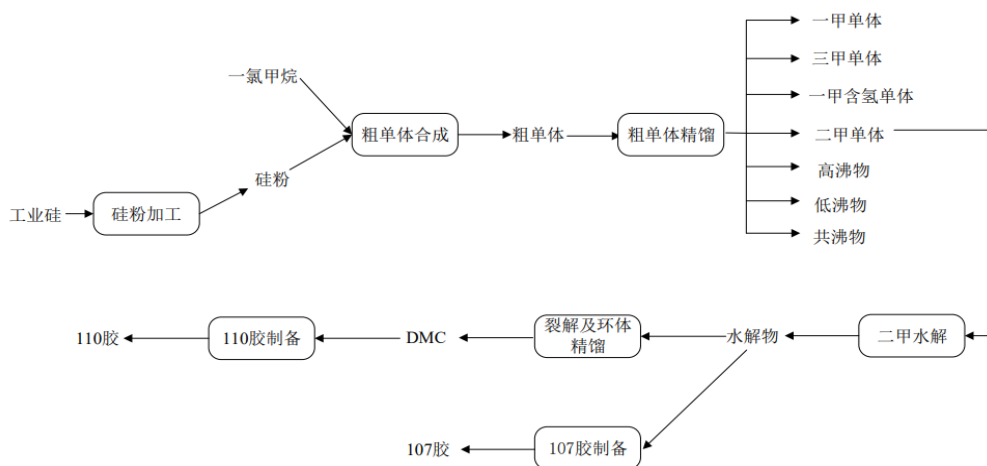 一甲单体
三甲单体
一氯甲烷
一甲含氢单体
粗单体合成
粗单体
粗单体精馏
二甲单体
高沸物
硅粉
低沸物
工业硅
硅粉加工
共沸物
110胶
110胶制备
DMC
裂解及环体
精馏
水解物
二甲水解
107胶
107胶制备